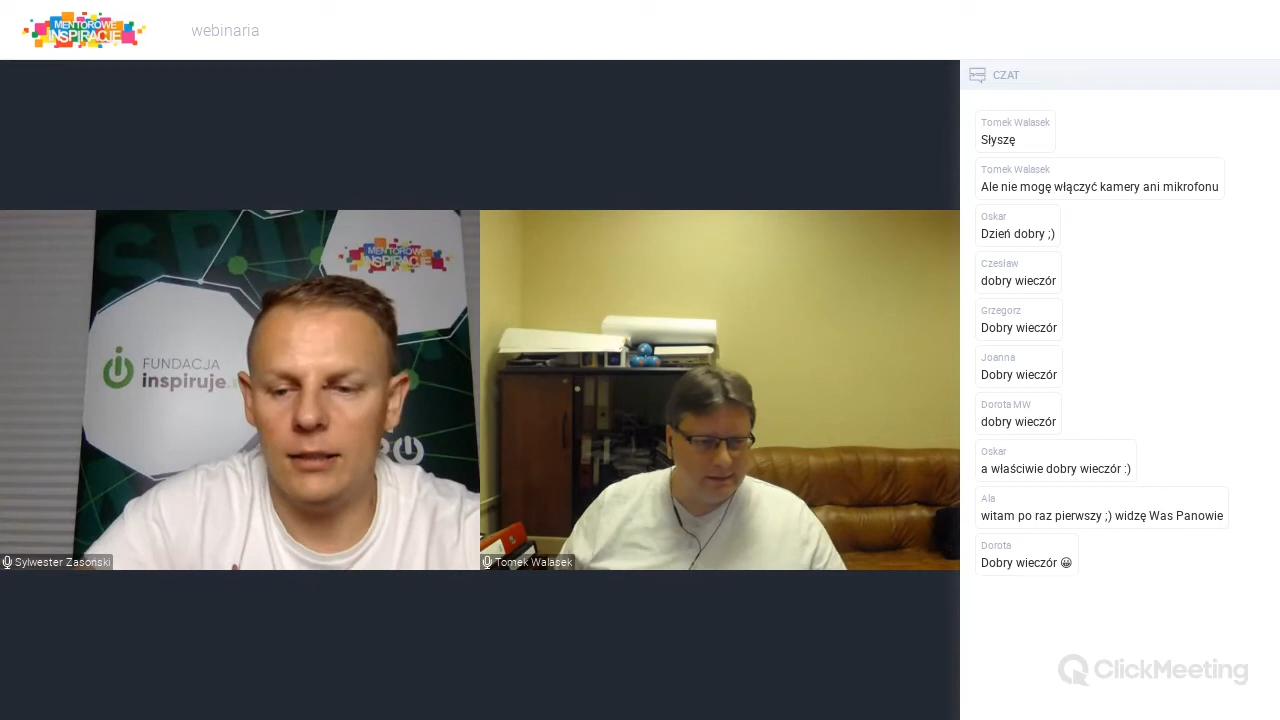 MENTOROWE
INSPIRACJE
webinaria
CZAT
Tomek Walasek
Słyszę
Tomek Walasek
Ale nie mogę włączyć kamery ani mikrofonu
Oskar
Dzień dobry ;)
Czesław
dobry wieczór
Grzegorz
Dobry wieczór
Joanna
Dobry wieczór
Dorota MW
dobry wieczór
Oskar
a właściwie dobry wieczór :)
Ala
witam po raz pierwszy ;) widzę Was Panowie
Dorota
Dobry wieczór 😀
MENTOROWE
INSPIRACJE
FUNDACJA
inspiruje.
Sylwester Zasoński
Tomek Walasek
ClickMeeting